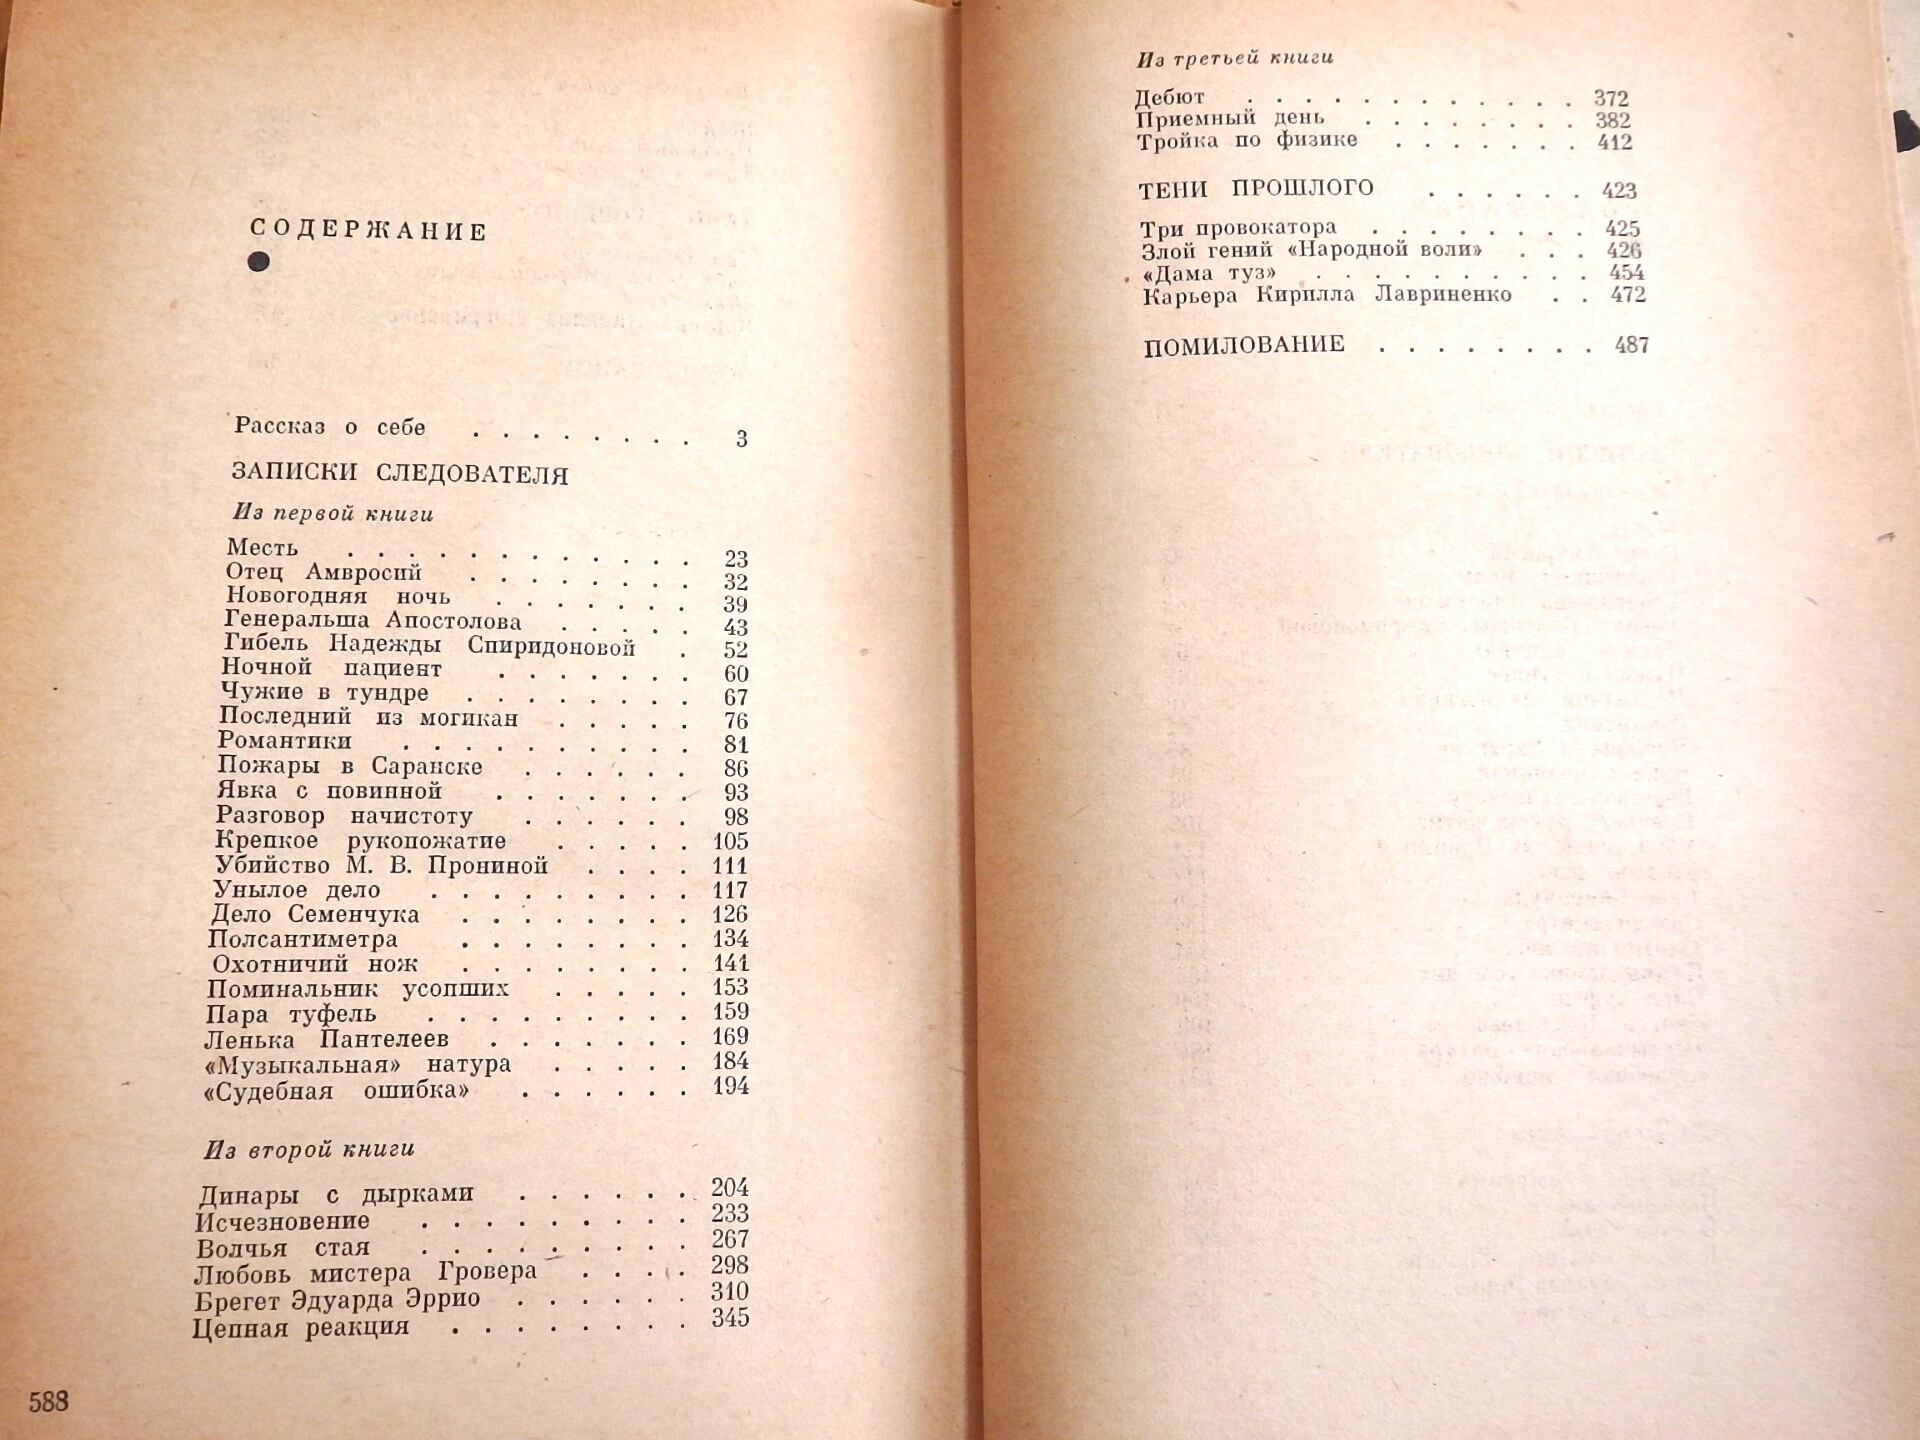 СОДЕРЖАНИЕ
Рассказ о себе . . . . . . . . 3
ЗАПИСКИ СЛЕДОВАТЕЛЯ
Из первой книги
Месть . . . . . . . . . . . . 23
Отец Амвросий . . . . . . . . 32
Новогодняя ночь . . . . . . . 39
Генеральша Апостолова . . . . . 43
Гибель Надежды Спиридоновой . 52
Ночной пациент . . . . . . . 60
Чужие в тундре . . . . . . . . 67
Последний из могикан . . . . . 76
Романтики . . . . . . . . . . 81
Пожары в Саранске . . . . . . 86
Явка с повинной . . . . . . . 93
Разговор начистоту . . . . . . 98
Крепкое рукопожатие . . . . . 105
Убийство М. В. Прониной . . . . 111
Унылое дело . . . . . . . . . 117
Дело Семенчука . . . . . . . . 126
Полсантиметра . . . . . . . . 134
Охотничий нож . . . . . . . . 141
Поминальник усопших . . . . . 153
Пара туфель . . . . . . . . . 159
Ленька Пантелеев . . . . . . . 169
«Музыкальная» натура . . . . . 184
«Судебная ошибка» . . . . . . 194
Из второй книги
Динары с дырками . . . . . . 204
Исчезновение . . . . . . . . . 233
Волчья стая . . . . . . . . . 267
Любовь мистера Гровера . . . . 298
Брегет Эдуарда Эррио . . . . . . 310
Цепная реакция . . . . . . . . 345
588
Из третьей книги
Дебют . . . . . . . . . . . . 372
Приемный день . . . . . . . . 382
Тройка по физике . . . . . . . 412
ТЕНИ ПРОШЛОГО . . . . . . 423
Три провокатора . . . . . . . . 425
Злой гений «Народной воли» . . . 426
«Дама туз» . . . . . . . . . . 454
Карьера Кирилла Лавриненко . . 472
ПОМИЛОВАНИЕ . . . . . . . . 487